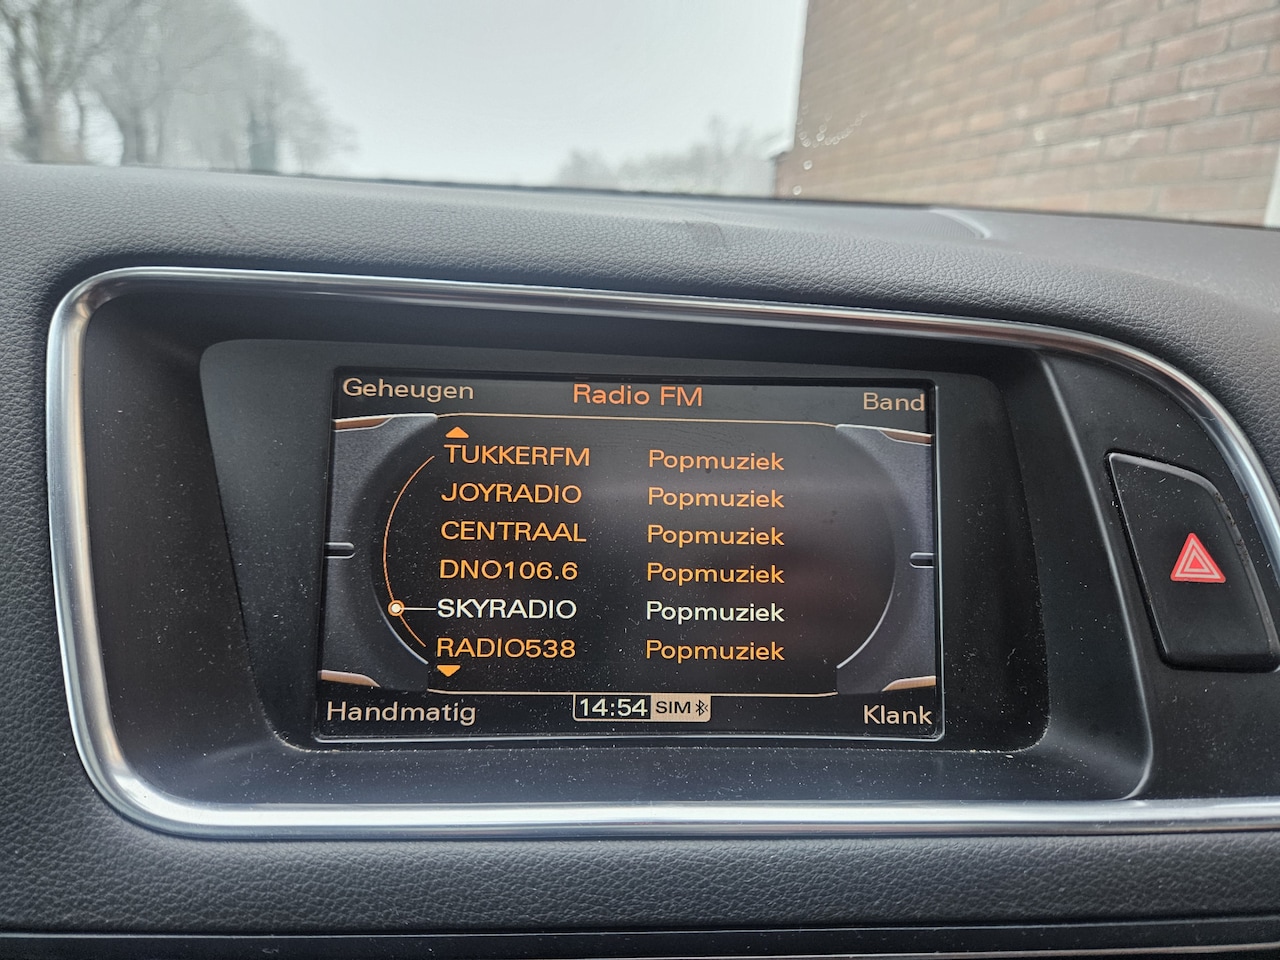 Geheugen Radio FM Band
TUKKERFM Popmuziek
JOYRADIO Popmuziek
CENTRAAL Popmuziek
DNO106.6 Popmuziek
SKYRADIO Popmuziek
RADIO538 Popmuziek
Handmatig 14:54 SIM Klank